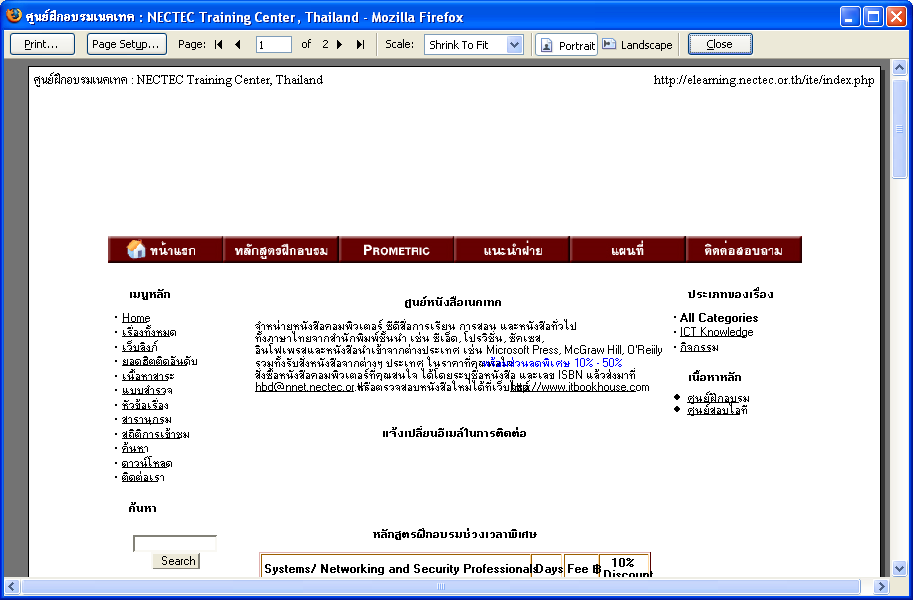 ศูนย์ฝึกอบรมเนคเทค : NECTEC Training Center, Thailand - Mozilla Firefox
Print... Page Setup... Page: 1 of 2 Scale: Shrink To Fit Portrait Landscape Close
ศูนย์ฝึกอบรมเนคเทค : NECTEC Training Center, Thailand http://elearning.nectec.or.th/ite/index.php
หน้าแรก หลักสูตรฝึกอบรม PROMETRIC แนะนำฝ่าย แผนที่ ติดต่อสอบถาม
เมนูหลัก
· Home
· เรื่องทั้งหมด
· เว็บลิงก์
· ยอดฮิตติดอันดับ
· เนื้อหาสาระ
· แบบสำรวจ
· หัวข้อเรื่อง
· สารานุกรม
· สถิติการเข้าชม
· ค้นหา
· ดาวน์โหลด
· ติดต่อเรา
ค้นหา
Search
ศูนย์หนังสือเนคเทค
จำหน่ายหนังสือคอมพิวเตอร์ ซีดีสื่อการเรียน การสอน และหนังสือทั่วไป
ทั้งภาษาไทยจากสำนักพิมพ์ชั้นนำ เช่น ซีเอ็ด, โปรวิชั่น, ซัคเซส,
อินโฟเพรสและหนังสือนำเข้าจากต่างประเทศ เช่น Microsoft Press, McGraw Hill, O'Reiily
รวมทั้งรับสั่งหนังสือจากต่างๆ ประเทศ ในราคาที่คุณพอใจ ส่วนลดพิเศษ 10% - 50%
สั่งซื้อหนังสือคอมพิวเตอร์ที่คุณสนใจ ได้โดยระบุชื่อหนังสือ และเลข ISBN แล้วส่งมาที่
hbd@nnet.nectec.or.th หรือตรวจสอบหนังสือใหม่ได้ที่เว็บไซต์ http://www.itbookhouse.com
แจ้งเปลี่ยนอีเมล์ในการติดต่อ
หลักสูตรฝึกอบรมช่วงเวลาพิเศษ
Systems/ Networking and Security Professionals Days Fee ฿ 10%
Discount
ประเภทของเรื่อง
· All Categories
· ICT Knowledge
· กิจกรรม
เนื้อหาหลัก
◆ ศูนย์ฝึกอบรม
◆ ศูนย์สอบไอที